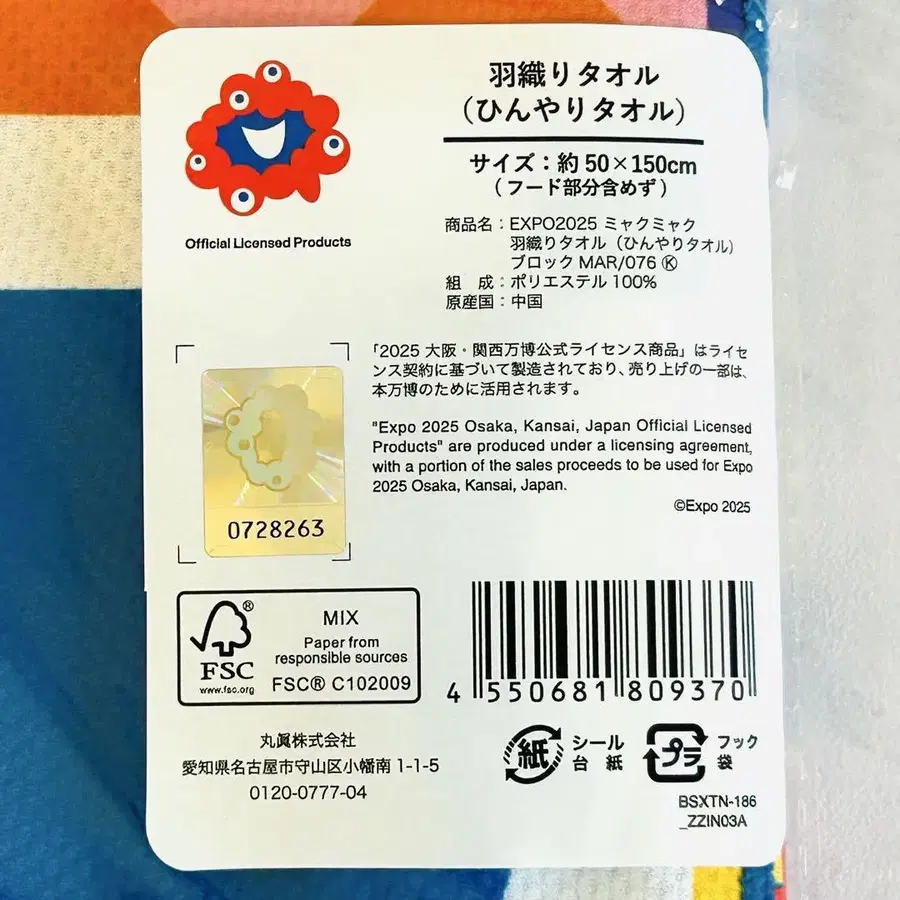 Official Licensed Products
羽織りタオル
（ひんやりタオル）
サイズ：約 50×150cm
（フード部分含めず）
商品名：EXPO2025 ミャクミャク
羽織りタオル（ひんやりタオル）
ブロック MAR/076 Ⓚ
組　成：ポリエステル 100%
原産国：中国
「2025 大阪・関西万博公式ライセンス商品」はライセ
ンス契約に基づいて製造されており、売り上げの一部は、
本万博のために活用されます。
"Expo 2025 Osaka, Kansai, Japan Official Licensed
Products" are produced under a licensing agreement,
with a portion of the sales proceeds to be used for Expo
2025 Osaka, Kansai, Japan.
©Expo 2025
0728263
FSC®
www.fsc.org
MIX
Paper from
responsible sources
FSC® C102009
4 550681 809370
丸眞株式会社
愛知県名古屋市守山区小幡南 1-1-5
0120-0777-04
紙
シール
台　紙
プラ
フック
袋
BSXTN-186
_ZZIN03A